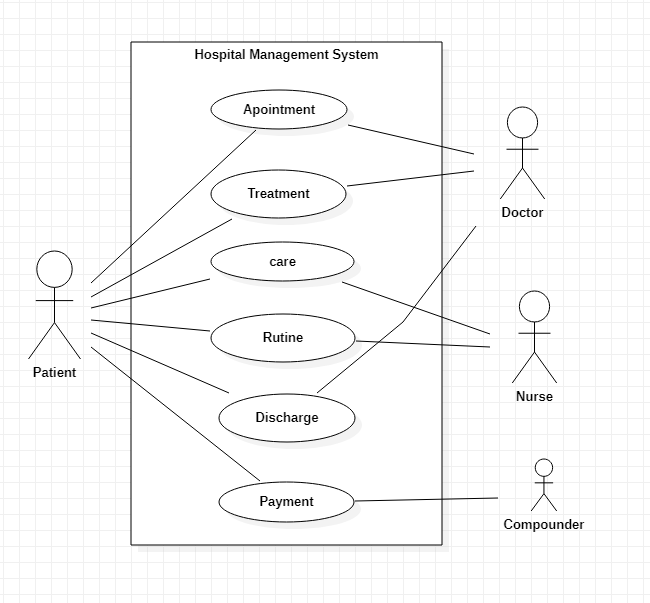 Hospital Management System
Apointment
Treatment
care
Rutine
Discharge
Payment
Patient
Doctor
Nurse
Compounder